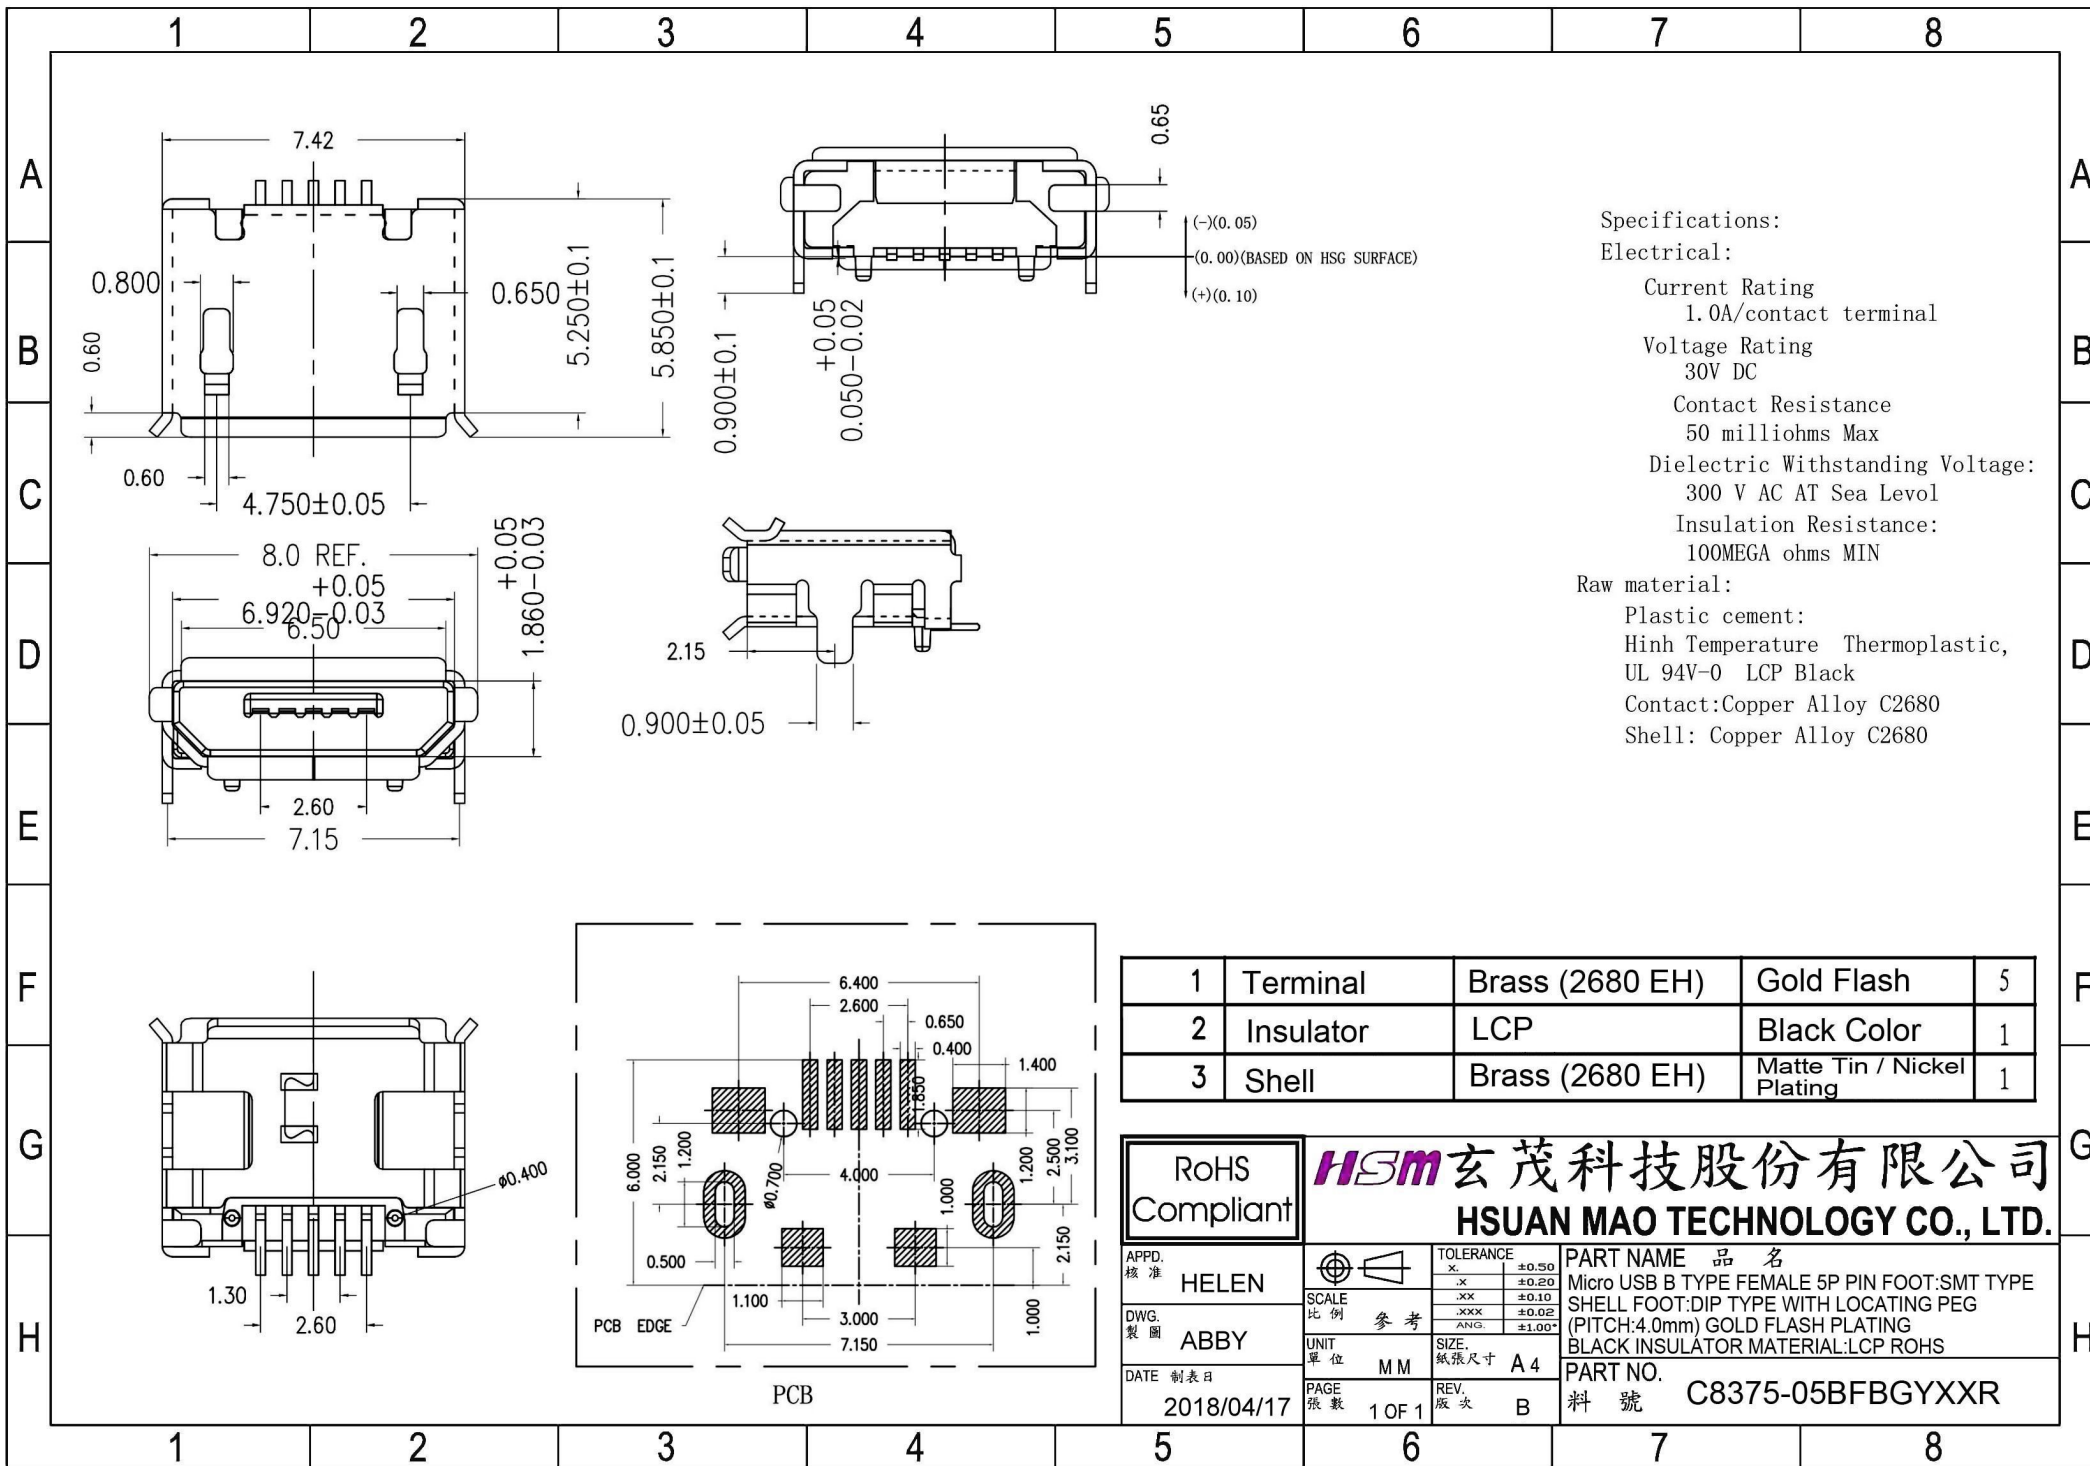 1 2 3 4 5 6 7 8
A A
B B
C C
D D
E E
F F
G G
H H
7.42
0.800
0.650
0.60
5.250±0.1
5.850±0.1
0.60
4.750±0.05
0.65
(-)(0.05)
(0.00)(BASED ON HSG SURFACE)
(+)(0.10)
0.900±0.1
+0.05
0.050-0.02
8.0 REF.
+0.05
6.920-0.03
6.50
+0.05
1.860-0.03
2.60
7.15
2.15
0.900±0.05
Specifications:
Electrical:
Current Rating
1.0A/contact terminal
Voltage Rating
30V DC
Contact Resistance
50 milliohms Max
Dielectric Withstanding Voltage:
300 V AC AT Sea Levol
Insulation Resistance:
100MEGA ohms MIN
Raw material:
Plastic cement:
Hinh Temperature Thermoplastic,
UL 94V-0 LCP Black
Contact:Copper Alloy C2680
Shell: Copper Alloy C2680
ø0.400
1.30
2.60
6.400
2.600
0.650
0.400
1.400
1.850
6.000
2.150
1.200
ø0.700
4.000
1.200
2.500
3.100
1.000
2.150
0.500
1.100
3.000
1.000
7.150
PCB EDGE
PCB
1 Terminal Brass (2680 EH) Gold Flash 5
2 Insulator LCP Black Color 1
3 Shell Brass (2680 EH) Matte Tin / Nickel Plating 1
RoHS
Compliant
HSM 玄茂科技股份有限公司
HSUAN MAO TECHNOLOGY CO., LTD.
APPD.
核 准 HELEN
DWG.
製 圖 ABBY
DATE 制表日
2018/04/17
SCALE
比 例 參 考
UNIT
單 位 MM
PAGE
張 數 1 OF 1
TOLERANCE
X. ±0.50
.X ±0.20
.XX ±0.10
.XXX ±0.02
ANG. ±1.00°
SIZE.
紙張尺寸 A4
REV.
版 次 B
PART NAME 品 名
Micro USB B TYPE FEMALE 5P PIN FOOT:SMT TYPE
SHELL FOOT:DIP TYPE WITH LOCATING PEG
(PITCH:4.0mm) GOLD FLASH PLATING
BLACK INSULATOR MATERIAL:LCP ROHS
PART NO.
料 號 C8375-05BFBGYXXR
1 2 3 4 5 6 7 8